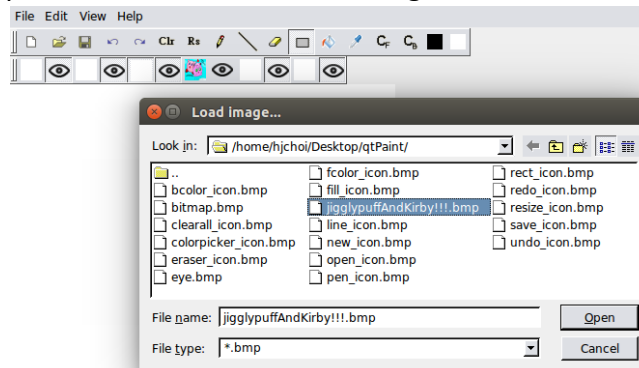 File Edit View Help
Clr Rs CF CB
Load image...
Look in: /home/hjchoi/Desktop/qtPaint/
.. fcolor_icon.bmp rect_icon.bmp
bcolor_icon.bmp fill_icon.bmp redo_icon.bmp
bitmap.bmp jigglypuffAndKirby!!!.bmp resize_icon.bmp
clearall_icon.bmp line_icon.bmp save_icon.bmp
colorpicker_icon.bmp new_icon.bmp undo_icon.bmp
eraser_icon.bmp open_icon.bmp
eye.bmp pen_icon.bmp
File name: jigglypuffAndKirby!!!.bmp Open
File type: *.bmp Cancel